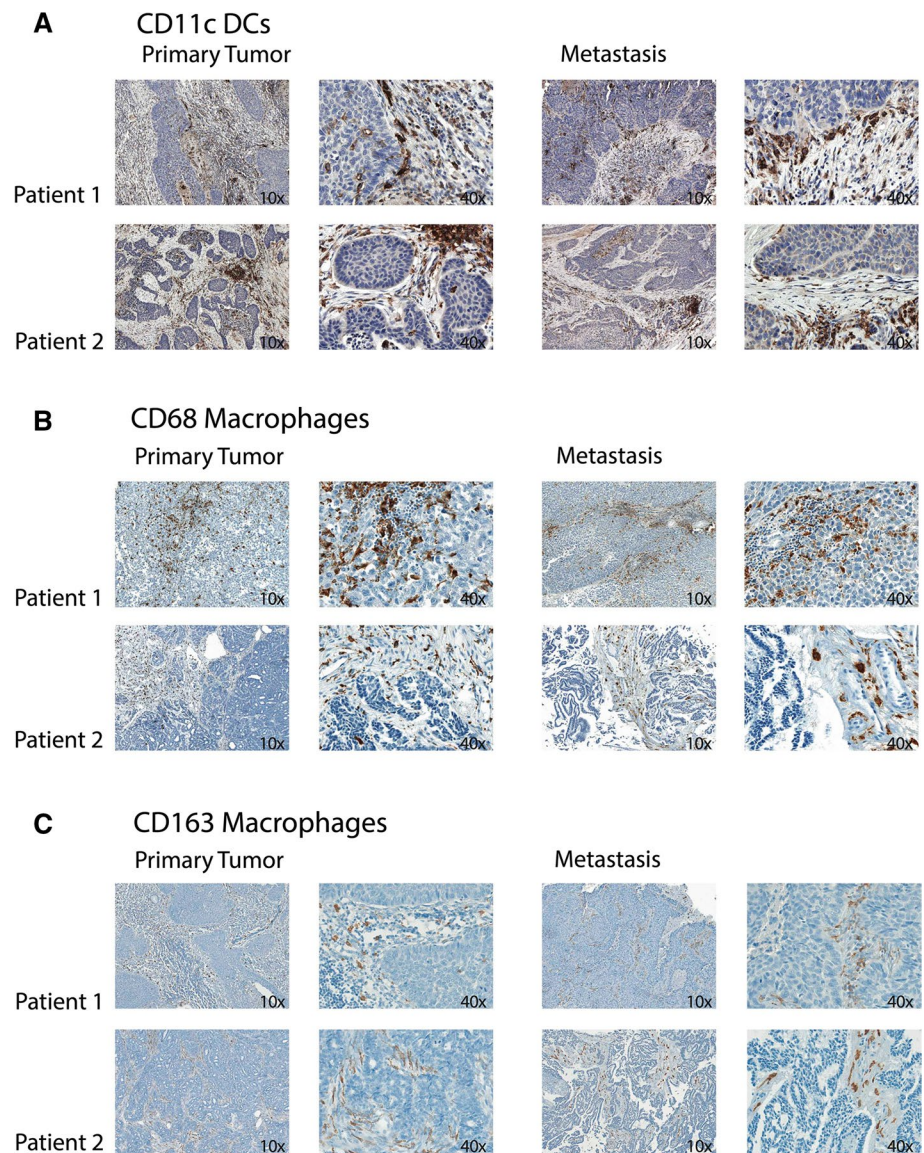 A CD11c DCs
Primary Tumor Metastasis
Patient 1 10x 40x 10x 40x
Patient 2 10x 40x 10x 40x
B CD68 Macrophages
Primary Tumor Metastasis
Patient 1 10x 40x 10x 40x
Patient 2 10x 40x 10x 40x
C CD163 Macrophages
Primary Tumor Metastasis
Patient 1 10x 40x 10x 40x
Patient 2 10x 40x 10x 40x